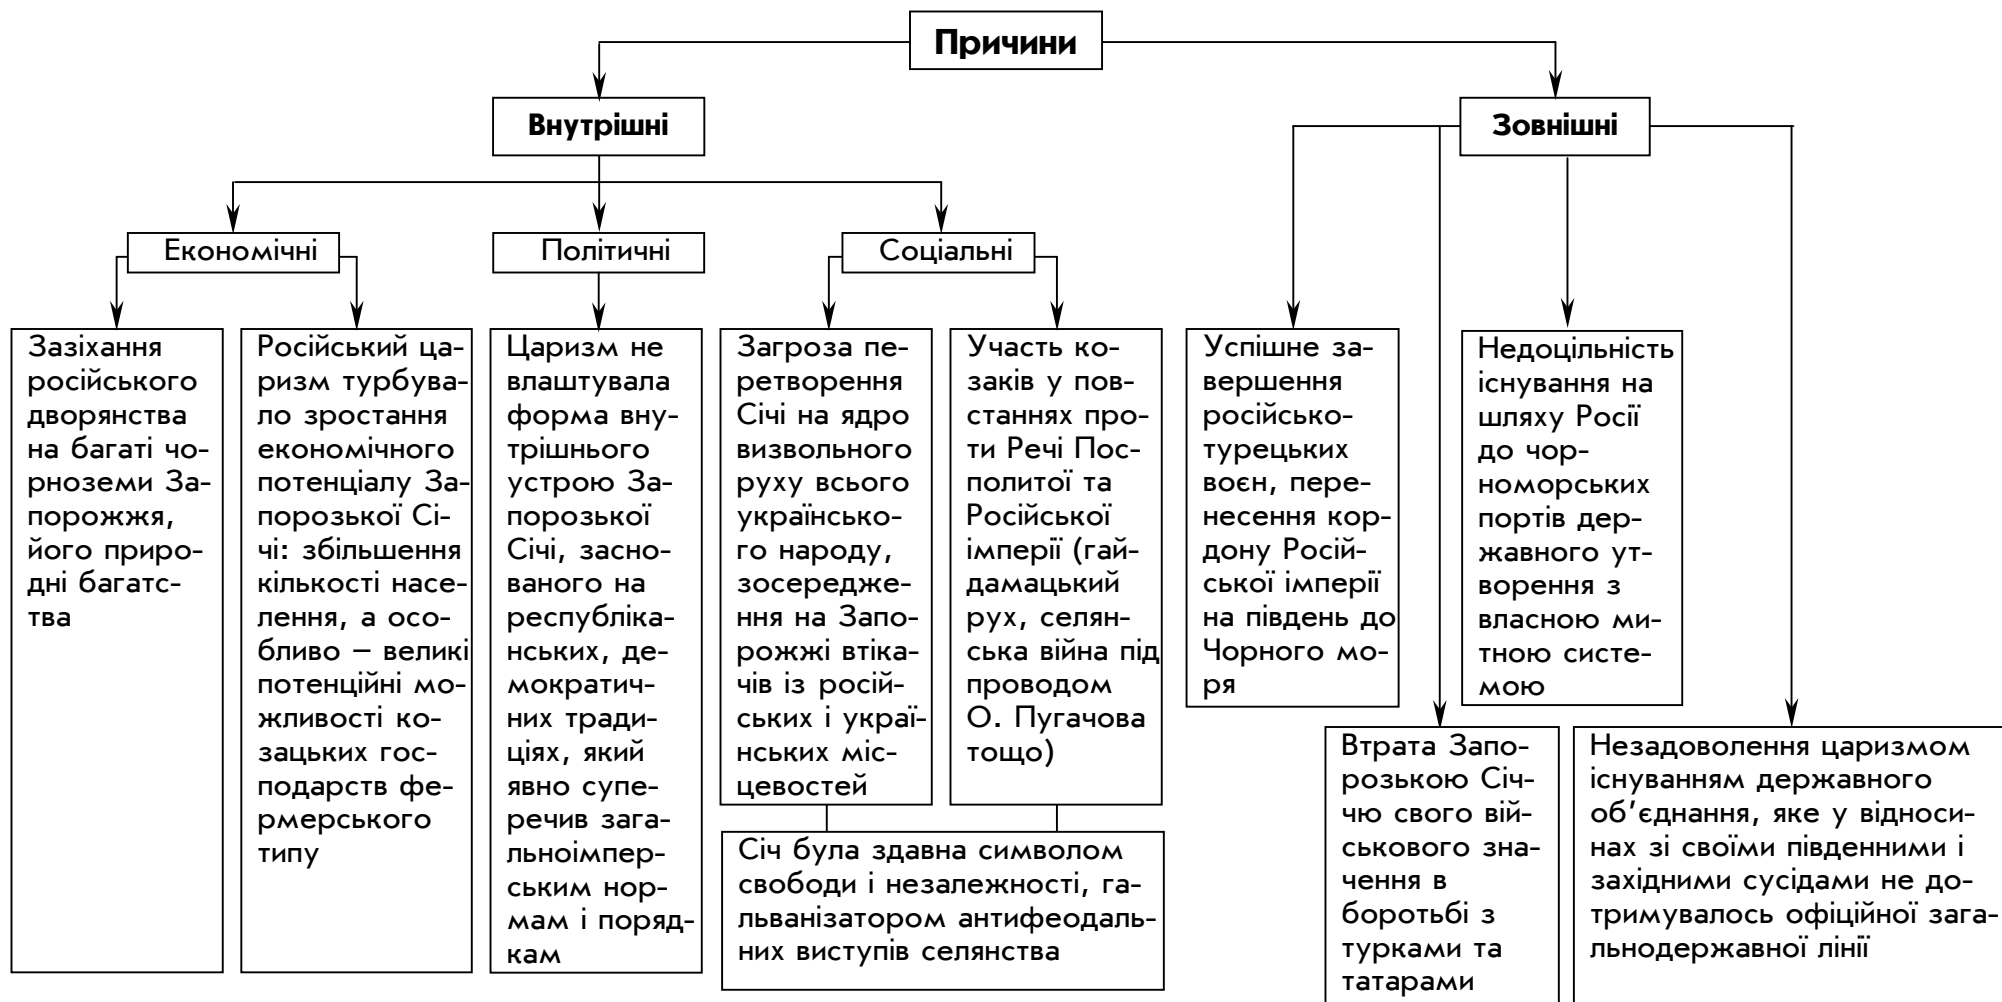 Причини
Внутрішні
Зовнішні
Економічні
Політичні
Соціальні
Зазіхання
російського
дворянства
на багаті чо-
рноземи За-
порожжя,
його приро-
дні багатс-
тва
Російський ца-
ризм турбува-
ло зростання
економічного
потенціалу За-
порозької Сі-
чі: збільшення
кількості насе-
лення, а осо-
бливо – великі
потенційні мо-
жливості ко-
зацьких гос-
подарств фе-
рмерського
типу
Царизм не
влаштувала
форма вну-
трішнього
устрою За-
порозької
Січі, засно-
ваного на
республіка-
нських, де-
мократич-
них тради-
ціях, який
явно супе-
речив зага-
льноімпер-
ським нор-
мам і поряд-
кам
Загроза пе-
ретворення
Січі на ядро
визвольного
руху всього
українсько-
го народу,
зосередже-
ння на Запо-
рожжі втіка-
чів із росій-
ських і украї-
нських міс-
цевостей
Участь ко-
заків у пов-
станнях про-
ти Речі Пос-
политої та
Російської
імперії (гай-
дамацький
рух, селян-
ська війна під
проводом
О. Пугачова
тощо)
Січ була здавна символом
свободи і незалежності, га-
льванізатором антифеодаль-
них виступів селянства
Успішне за-
вершення
російсько-
турецьких
воєн, пере-
несення кор-
дону Росій-
ської імперії
на південь до
Чорного мо-
ря
Недоцільність
існування на
шляху Росії
до чор-
номорських
портів дер-
жавного ут-
ворення з
власною ми-
тною систе-
мою
Втрата Запо-
розькою Січ-
чю свого вій-
ськового зна-
чення в
боротьбі з
турками та
татарами
Незадоволення царизмом
існуванням державного
об’єднання, яке у відноси-
нах зі своїми південними і
західними сусідами не до-
тримувалось офіційної зага-
льнодержавної лінії